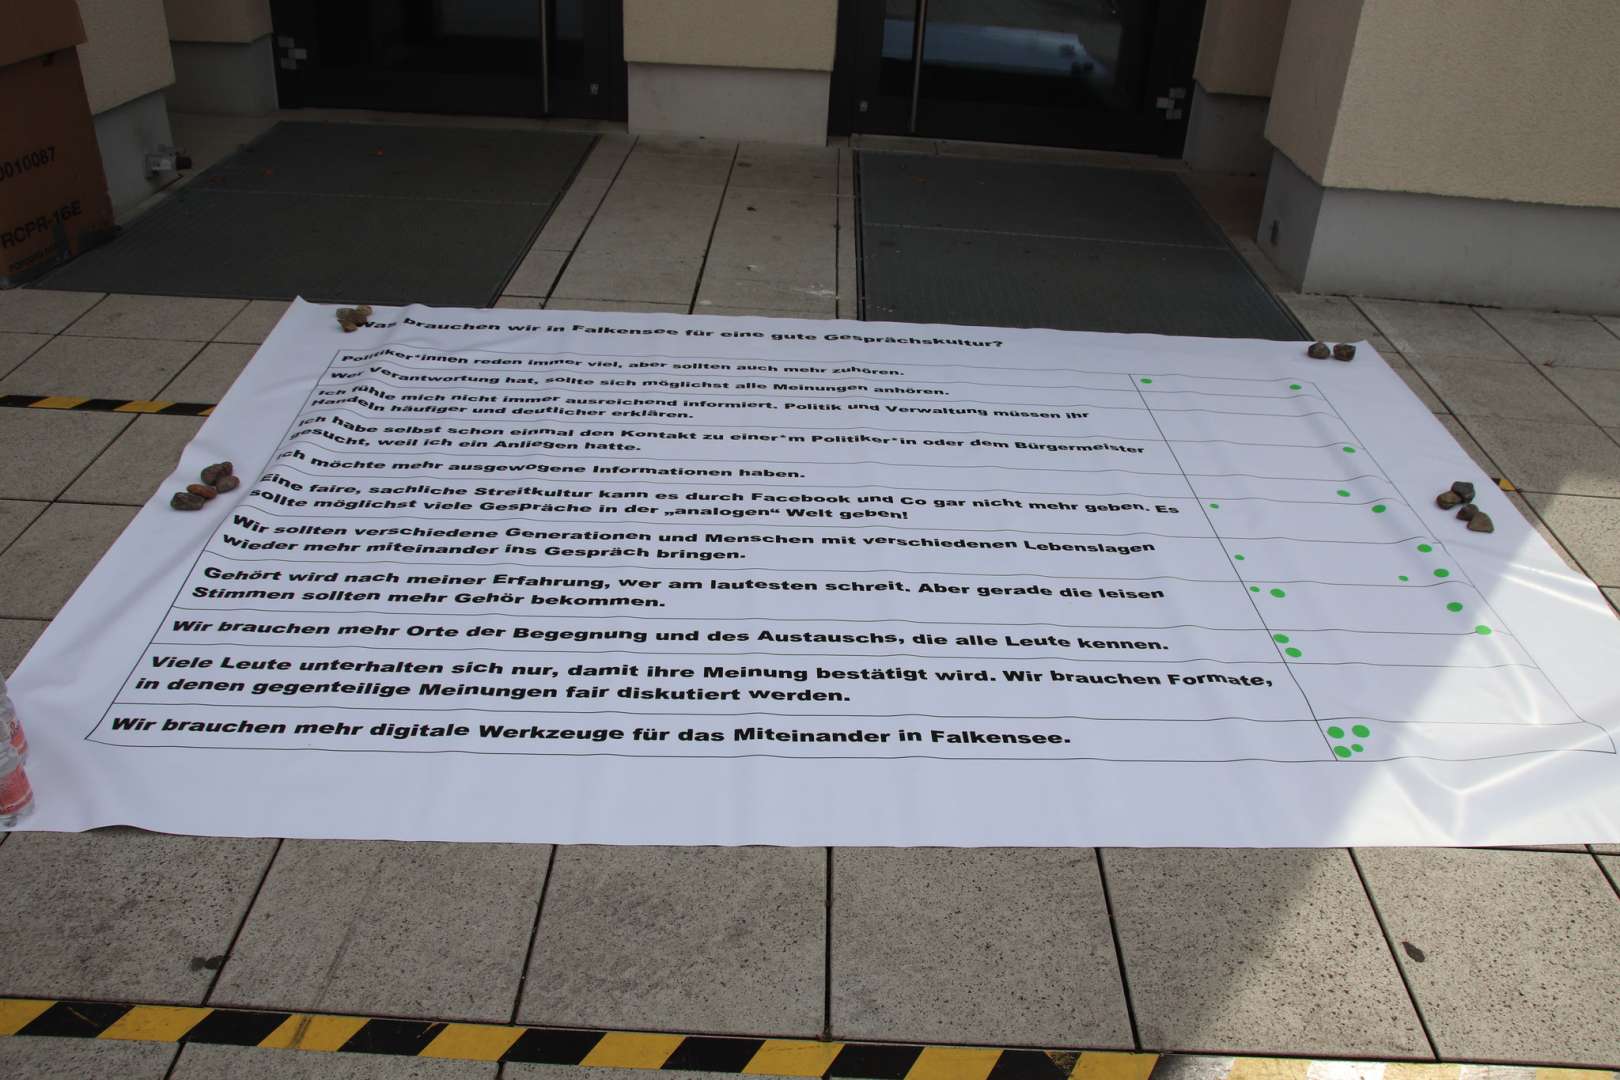 0010087
RCPR-16E
Was brauchen wir in Falkensee für eine gute Gesprächskultur?
Politiker*innen reden immer viel, aber sollten auch mehr zuhören.
Wer Verantwortung hat, sollte sich möglichst alle Meinungen anhören.
Ich fühle mich nicht immer ausreichend informiert. Politik und Verwaltung müssen ihr
Handeln häufiger und deutlicher erklären.
Ich habe selbst schon einmal den Kontakt zu einer*m Politiker*in oder dem Bürgermeister
gesucht, weil ich ein Anliegen hatte.
Ich möchte mehr ausgewogene Informationen haben.
Eine faire, sachliche Streitkultur kann es durch Facebook und Co gar nicht mehr geben. Es
sollte möglichst viele Gespräche in der „analogen“ Welt geben!
Wir sollten verschiedene Generationen und Menschen mit verschiedenen Lebenslagen
wieder mehr miteinander ins Gespräch bringen.
Gehört wird nach meiner Erfahrung, wer am lautesten schreit. Aber gerade die leisen
Stimmen sollten mehr Gehör bekommen.
Wir brauchen mehr Orte der Begegnung und des Austauschs, die alle Leute kennen.
Viele Leute unterhalten sich nur, damit ihre Meinung bestätigt wird. Wir brauchen Formate,
in denen gegenteilige Meinungen fair diskutiert werden.
Wir brauchen mehr digitale Werkzeuge für das Miteinander in Falkensee.